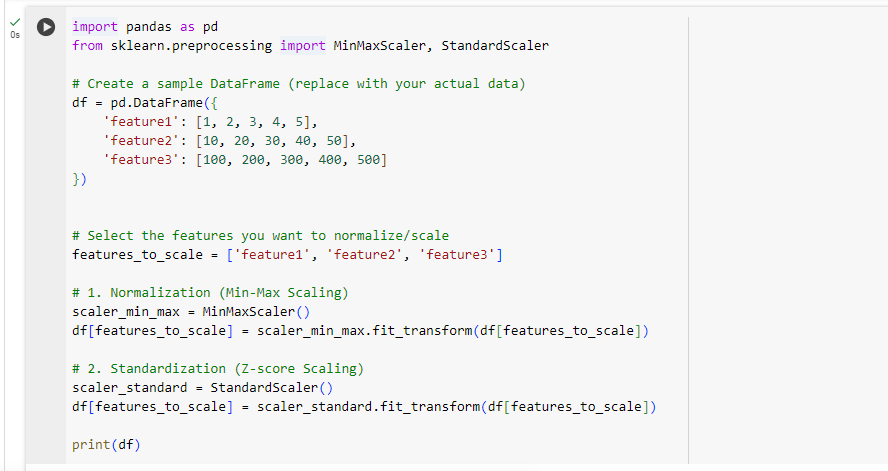 0s
import pandas as pd
from sklearn.preprocessing import MinMaxScaler, StandardScaler
# Create a sample DataFrame (replace with your actual data)
df = pd.DataFrame({
    'feature1': [1, 2, 3, 4, 5],
    'feature2': [10, 20, 30, 40, 50],
    'feature3': [100, 200, 300, 400, 500]
})
# Select the features you want to normalize/scale
features_to_scale = ['feature1', 'feature2', 'feature3']
# 1. Normalization (Min-Max Scaling)
scaler_min_max = MinMaxScaler()
df[features_to_scale] = scaler_min_max.fit_transform(df[features_to_scale])
# 2. Standardization (Z-score Scaling)
scaler_standard = StandardScaler()
df[features_to_scale] = scaler_standard.fit_transform(df[features_to_scale])
print(df)